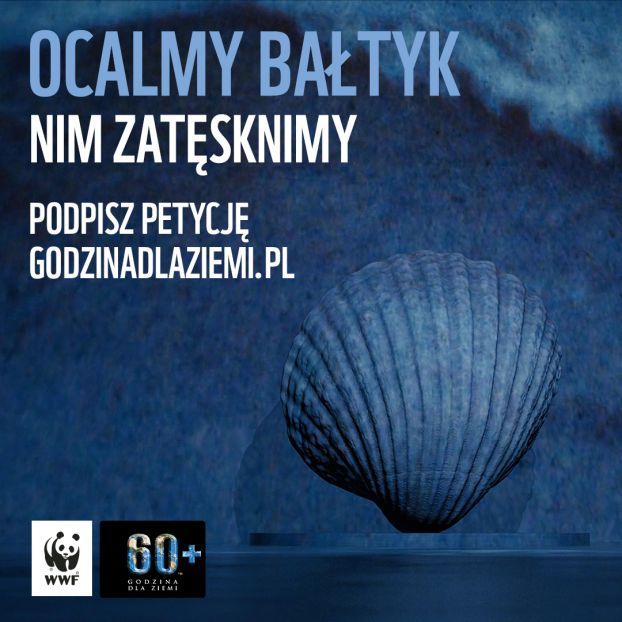 OCALMY BAŁTYK
NIM ZATĘSKNIMY
PODPISZ PETYCJĘ
GODZINADLAZIEMI.PL
WWF
60+
GODZINA
DLA ZIEMI